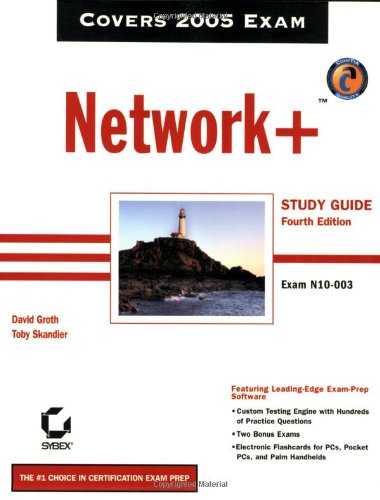 COVERS 2005 EXAM
COMPTIA
QUALITY
™
Network+
STUDY GUIDE
Fourth Edition
Exam N10-003
David Groth
Toby Skandier
Featuring Leading-Edge Exam-Prep
Software
• Custom Testing Engine with Hundreds
of Practice Questions
• Two Bonus Exams
• Electronic Flashcards for PCs, Pocket
PCs, and Palm Handhelds
SYBEX®
THE #1 CHOICE IN CERTIFICATION EXAM PREP